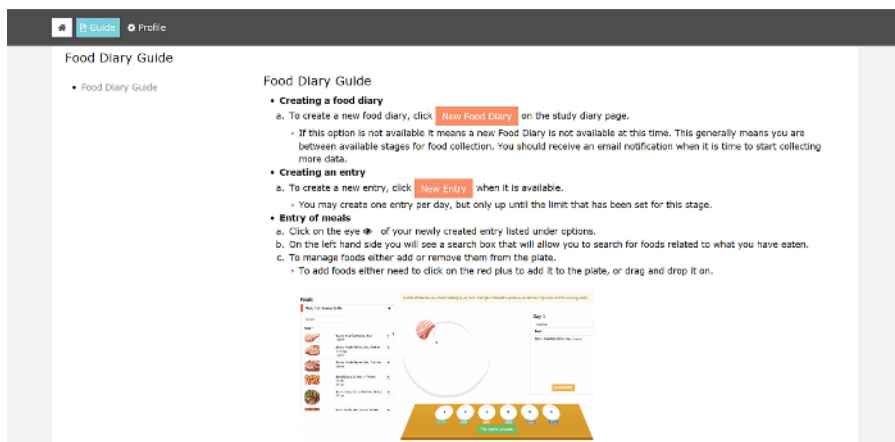 Guide Profile
Food Diary Guide
Food Diary Guide
Food Diary Guide
• Creating a food diary
a. To create a new food diary, click New Food Diary on the study diary page.
◦ If this option is not available it means a new Food Diary is not available at this time. This generally means you are
between available stages for food collection. You should receive an email notification when it is time to start collecting
more data.
• Creating an entry
a. To create a new entry, click New Entry when it is available.
◦ You may create one entry per day, but only up until the limit that has been set for this stage.
• Entry of meals
a. Click on the eye of your newly created entry listed under options.
b. On the left hand side you will see a search box that will allow you to search for foods related to what you have eaten.
c. To manage foods either add or remove them from the plate.
◦ To add foods either need to click on the red plus to add it to the plate, or drag and drop it on.
Foods